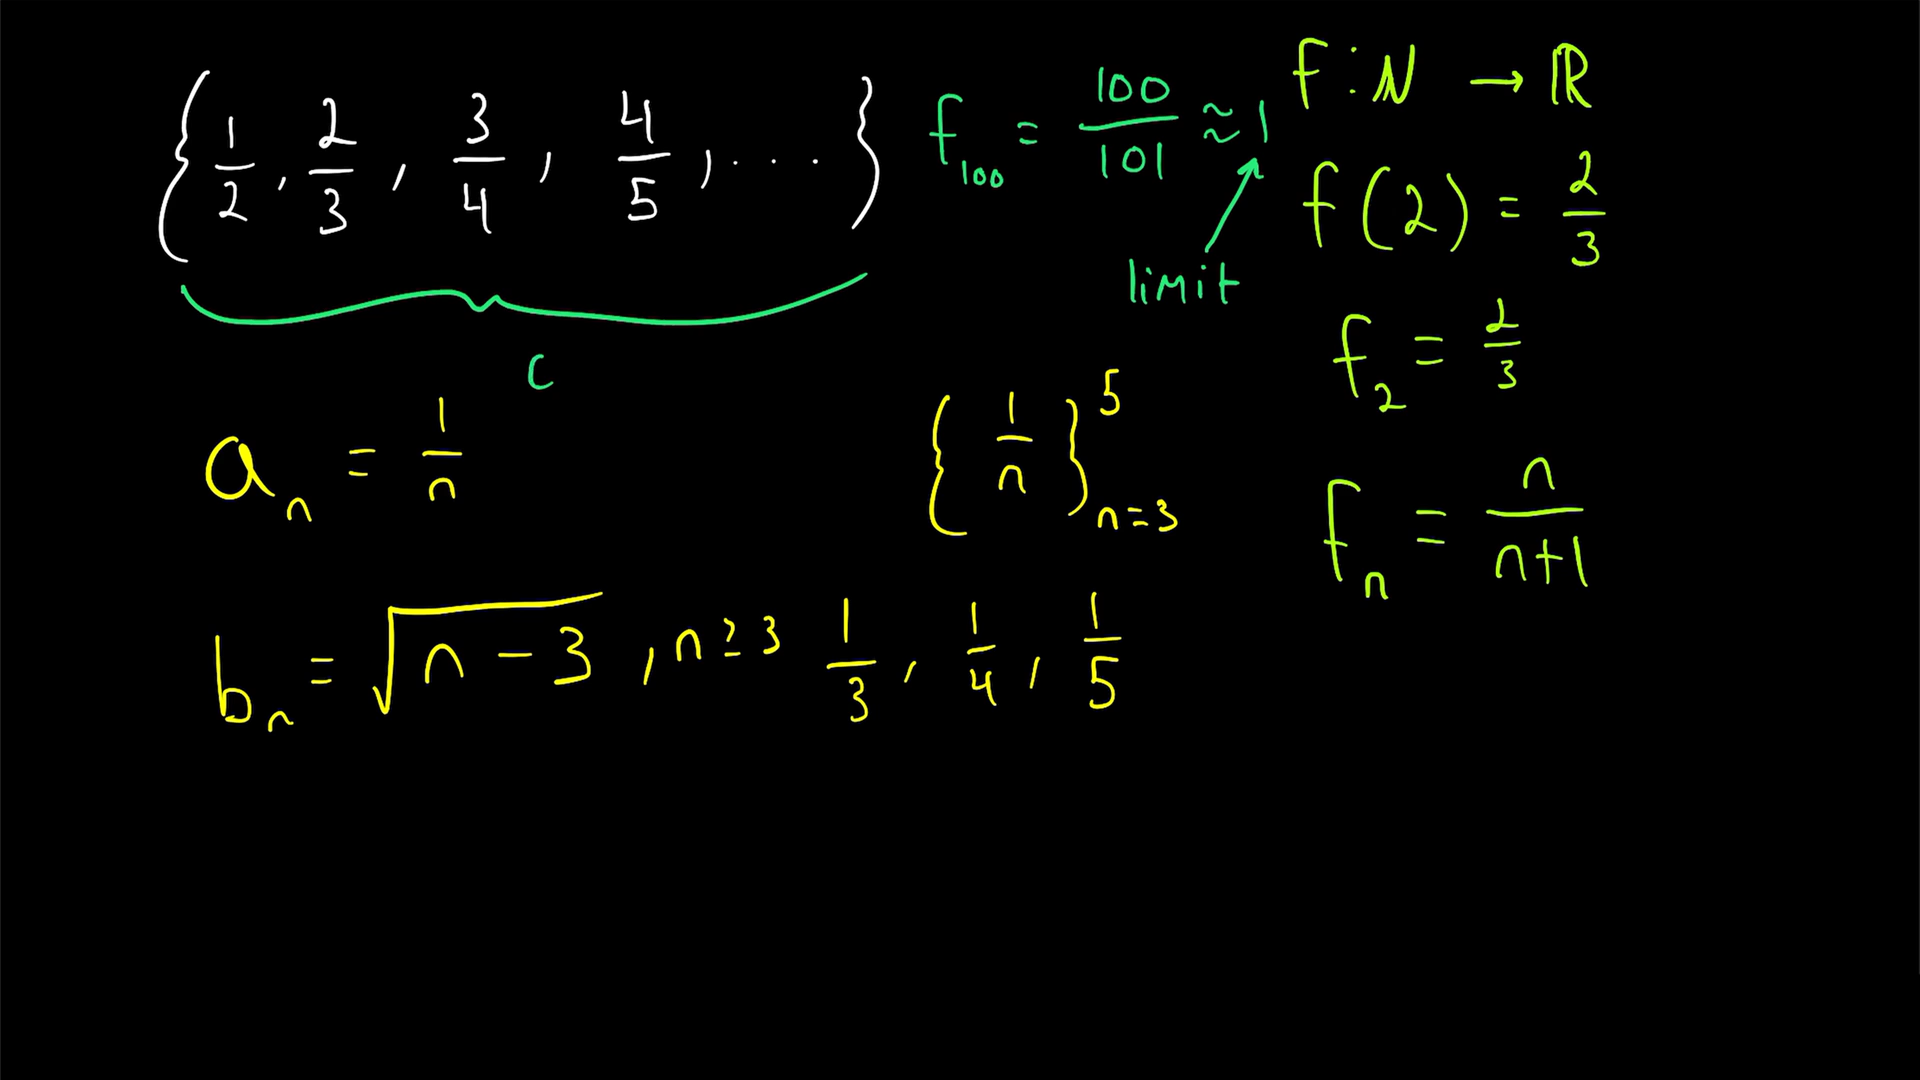 {1/2, 2/3, 3/4, 4/5, ...}
f₁₀₀ = 100/101 ≈ 1
limit
C
f : ℕ → ℝ
f(2) = 2/3
f₂ = 2/3
fₙ = n/(n+1)
aₙ = 1/n
{1/n}⁵ₙ₌₃
bₙ = √(n - 3), n ≥ 3
1/3, 1/4, 1/5